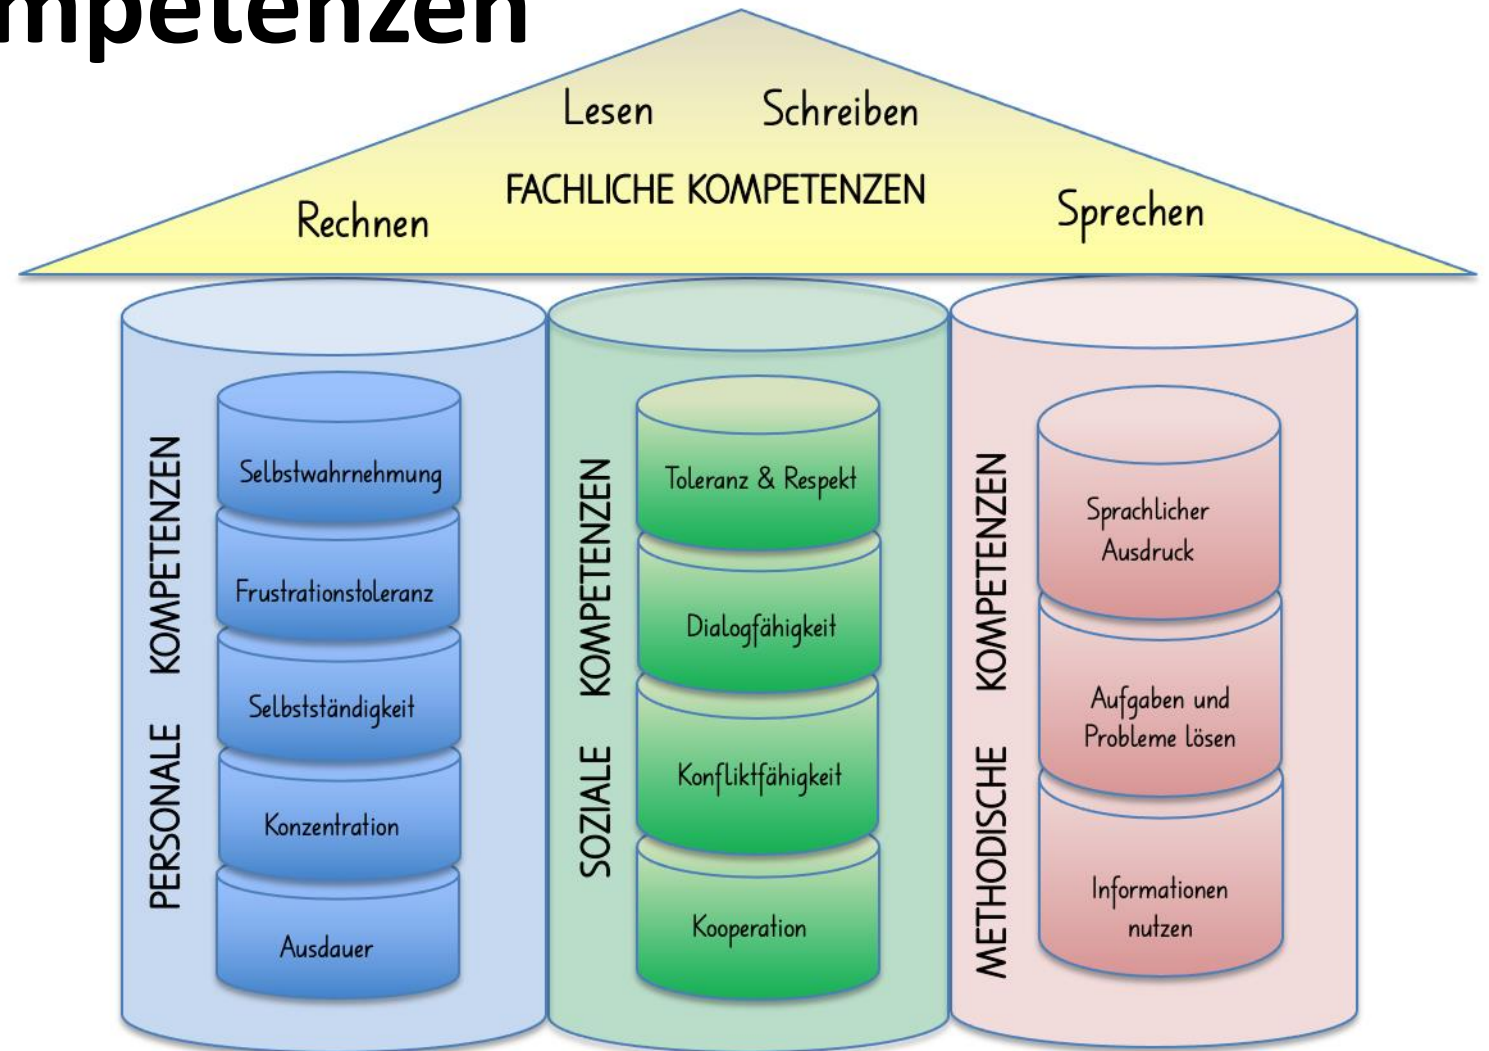 mpetenzen
Lesen Schreiben
FACHLICHE KOMPETENZEN
Rechnen
Sprechen
PERSONALE KOMPETENZEN
Selbstwahrnehmung
Frustrationstoleranz
Selbstständigkeit
Konzentration
Ausdauer
SOZIALE KOMPETENZEN
Toleranz & Respekt
Dialogfähigkeit
Konfliktfähigkeit
Kooperation
METHODISCHE KOMPETENZEN
Sprachlicher
Ausdruck
Aufgaben und
Probleme lösen
Informationen
nutzen